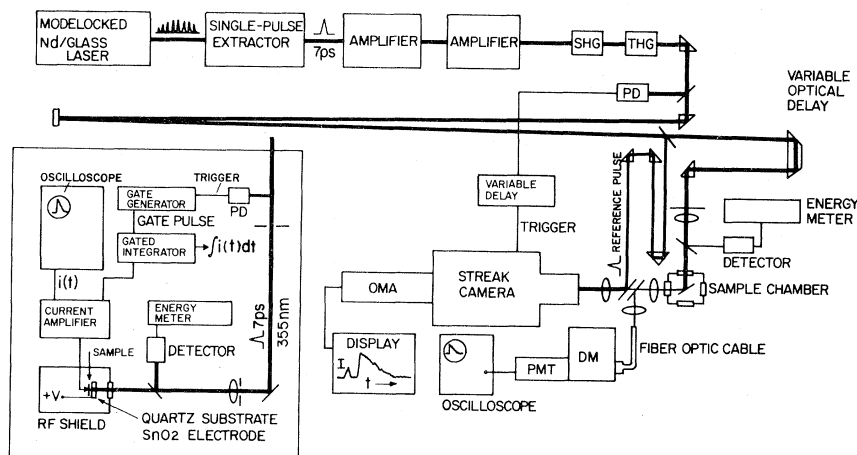 MODELOCKED
Nd/GLASS
LASER
SINGLE-PULSE
EXTRACTOR
7ps
AMPLIFIER
AMPLIFIER
SHG
THG
PD
VARIABLE
OPTICAL
DELAY
OSCILLOSCOPE
GATE
GENERATOR
TRIGGER
PD
GATE PULSE
GATED
INTEGRATOR
∫i(t)dt
i(t)
CURRENT
AMPLIFIER
ENERGY
METER
SAMPLE
DETECTOR
7ps
355nm
+V
RF SHIELD
QUARTZ SUBSTRATE
SnO2 ELECTRODE
VARIABLE
DELAY
TRIGGER
REFERENCE PULSE
ENERGY
METER
DETECTOR
OMA
STREAK
CAMERA
SAMPLE CHAMBER
DISPLAY
I
t
OSCILLOSCOPE
PMT
DM
FIBER OPTIC CABLE